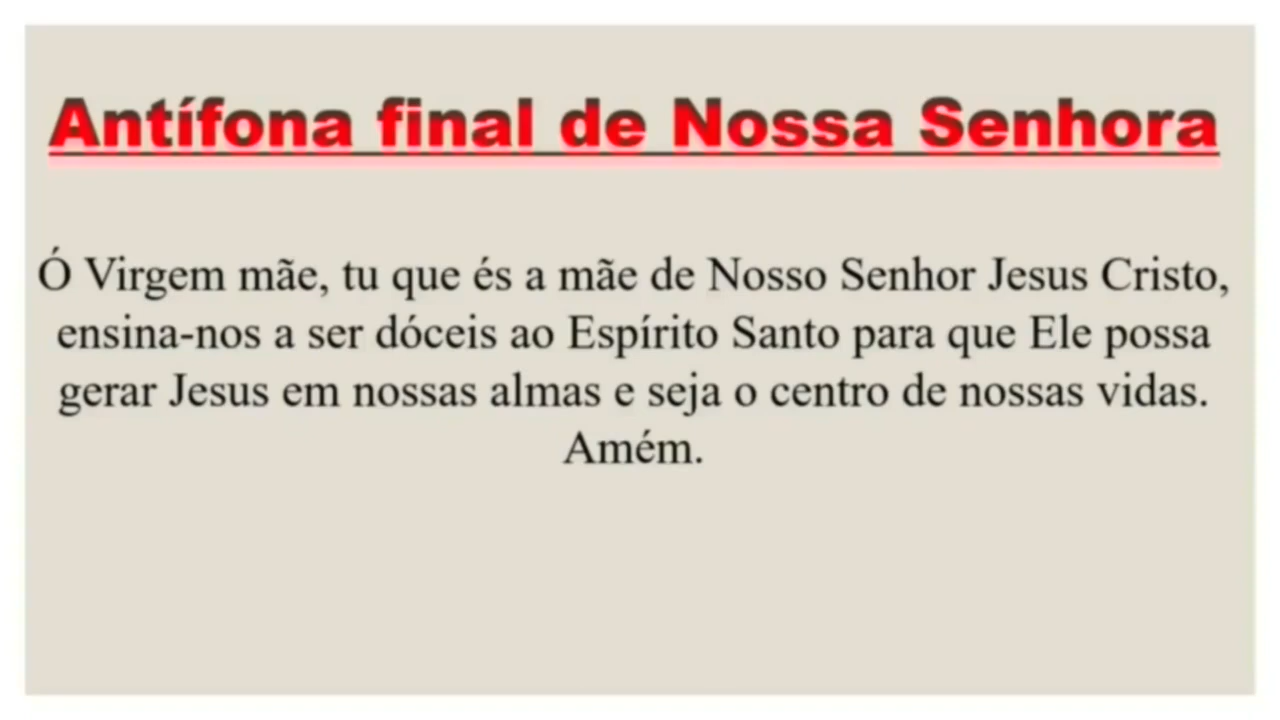 Antífona final de Nossa Senhora
Ó Virgem mãe, tu que és a mãe de Nosso Senhor Jesus Cristo,
ensina-nos a ser dóceis ao Espírito Santo para que Ele possa
gerar Jesus em nossas almas e seja o centro de nossas vidas.
Amém.